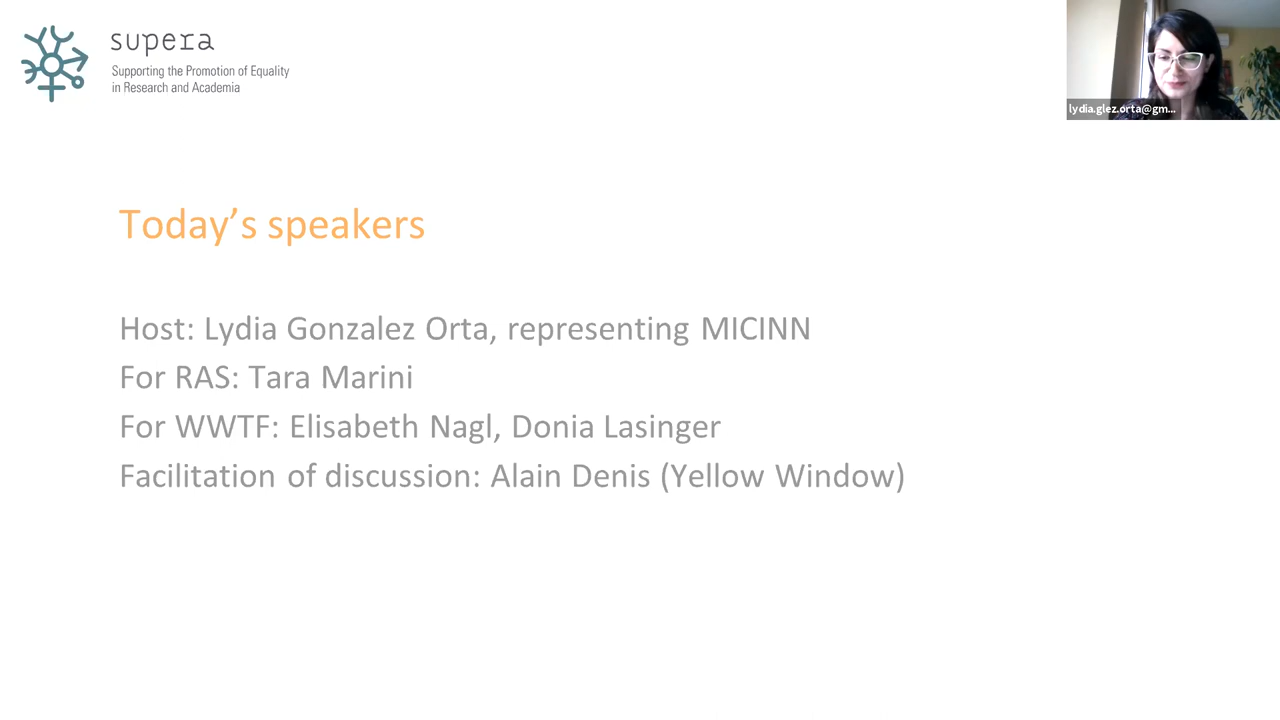 supera
Supporting the Promotion of Equality
in Research and Academia
lydia.glez.orta@gm...
Today’s speakers
Host: Lydia Gonzalez Orta, representing MICINN
For RAS: Tara Marini
For WWTF: Elisabeth Nagl, Donia Lasinger
Facilitation of discussion: Alain Denis (Yellow Window)